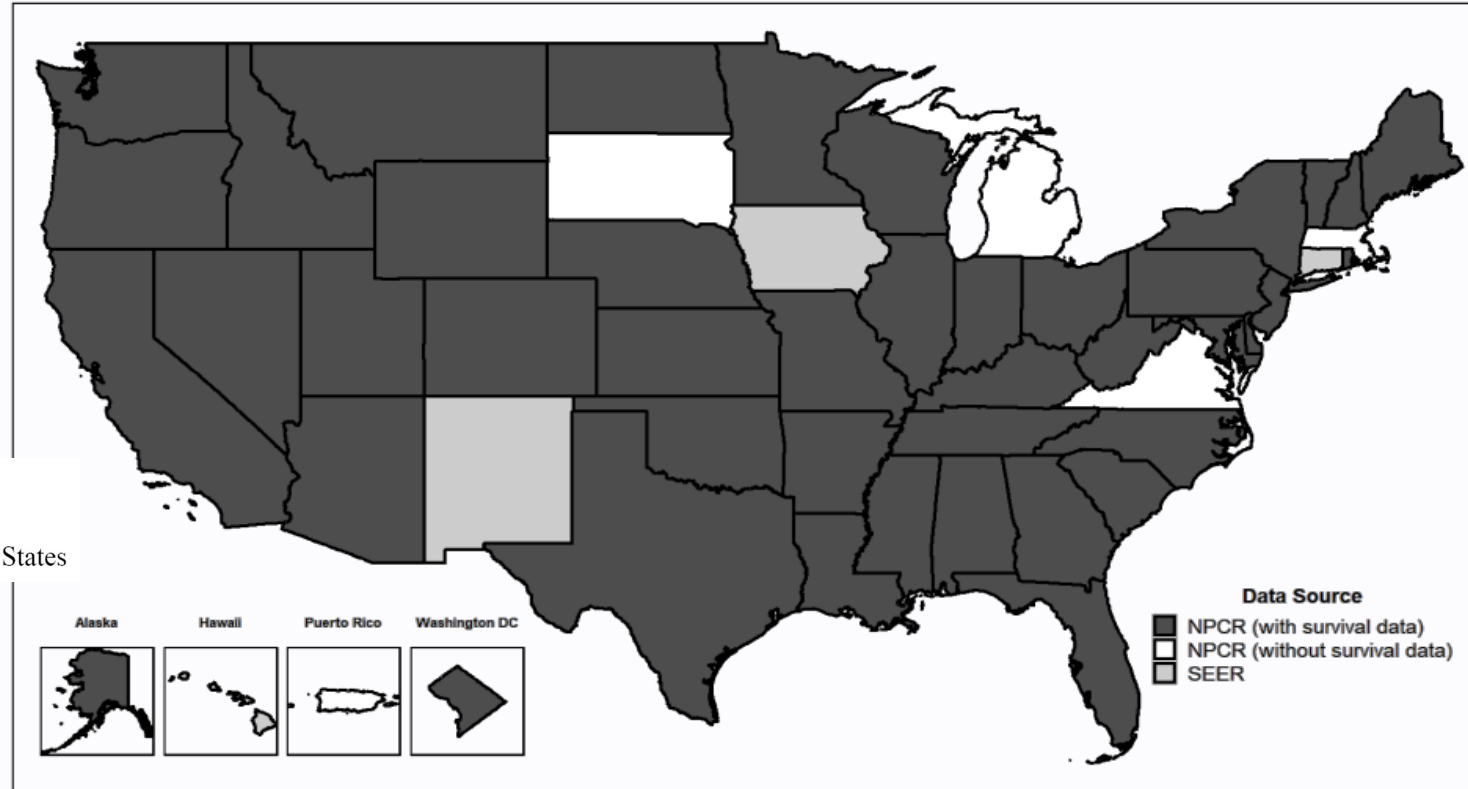 States
Alaska
Hawaii
Puerto Rico
Washington DC
Data Source
NPCR (with survival data)
NPCR (without survival data)
SEER